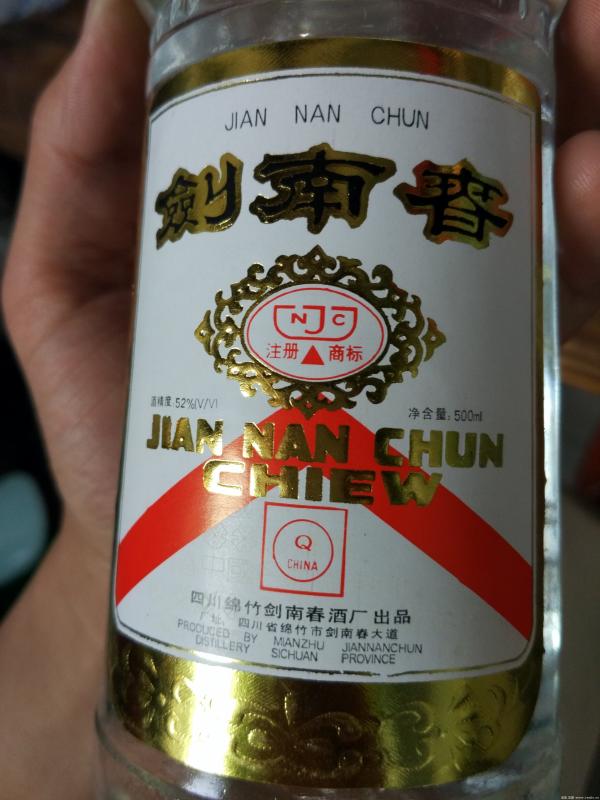 JIAN NAN CHUN
劍南春
NJC
注册 商标
酒精度:52%(V/V)
净含量:500ml
JIAN NAN CHUN
CHIEW
Q
CHINA
四川绵竹剑南春酒厂出品
厂址:四川省绵竹市剑南春大道
PRODUCED BY MIANZHU JIANNANCHUN
DISTILLERY SICHUAN PROVINCE